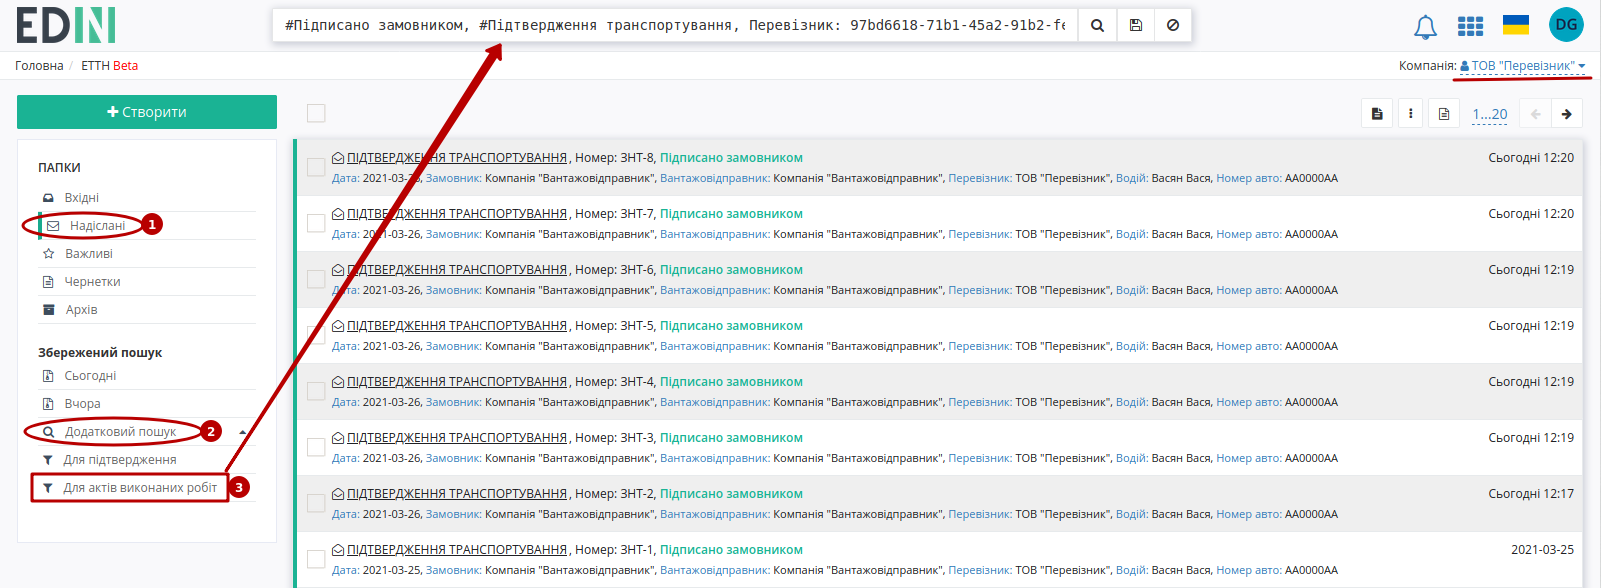 EDIN
#Підписано замовником, #Підтвердження транспортування, Перевізник: 97bd6618-71b1-45a2-91b2-fe
DG
Головна / ЕТТН Beta
Компанія: ТОВ "Перевізник"
Створити
1...20
ПАПКИ
Вхідні
Надіслані 1
Важливі
Чернетки
Архів
Збережений пошук
Сьогодні
Вчора
Додатковий пошук 2
Для підтвердження
Для актів виконаних робіт 3
ПІДТВЕРДЖЕННЯ ТРАНСПОРТУВАННЯ, Номер: ЗНТ-8, Підписано замовником Сьогодні 12:20
Дата: 2021-03-26, Замовник: Компанія "Вантажовідправник", Вантажовідправник: Компанія "Вантажовідправник", Перевізник: ТОВ "Перевізник", Водій: Васян Вася, Номер авто: АА0000АА
ПІДТВЕРДЖЕННЯ ТРАНСПОРТУВАННЯ, Номер: ЗНТ-7, Підписано замовником Сьогодні 12:20
Дата: 2021-03-26, Замовник: Компанія "Вантажовідправник", Вантажовідправник: Компанія "Вантажовідправник", Перевізник: ТОВ "Перевізник", Водій: Васян Вася, Номер авто: АА0000АА
ПІДТВЕРДЖЕННЯ ТРАНСПОРТУВАННЯ, Номер: ЗНТ-6, Підписано замовником Сьогодні 12:19
Дата: 2021-03-26, Замовник: Компанія "Вантажовідправник", Вантажовідправник: Компанія "Вантажовідправник", Перевізник: ТОВ "Перевізник", Водій: Васян Вася, Номер авто: АА0000АА
ПІДТВЕРДЖЕННЯ ТРАНСПОРТУВАННЯ, Номер: ЗНТ-5, Підписано замовником Сьогодні 12:19
Дата: 2021-03-26, Замовник: Компанія "Вантажовідправник", Вантажовідправник: Компанія "Вантажовідправник", Перевізник: ТОВ "Перевізник", Водій: Васян Вася, Номер авто: АА0000АА
ПІДТВЕРДЖЕННЯ ТРАНСПОРТУВАННЯ, Номер: ЗНТ-4, Підписано замовником Сьогодні 12:19
Дата: 2021-03-26, Замовник: Компанія "Вантажовідправник", Вантажовідправник: Компанія "Вантажовідправник", Перевізник: ТОВ "Перевізник", Водій: Васян Вася, Номер авто: АА0000АА
ПІДТВЕРДЖЕННЯ ТРАНСПОРТУВАННЯ, Номер: ЗНТ-3, Підписано замовником Сьогодні 12:19
Дата: 2021-03-26, Замовник: Компанія "Вантажовідправник", Вантажовідправник: Компанія "Вантажовідправник", Перевізник: ТОВ "Перевізник", Водій: Васян Вася, Номер авто: АА0000АА
ПІДТВЕРДЖЕННЯ ТРАНСПОРТУВАННЯ, Номер: ЗНТ-2, Підписано замовником Сьогодні 12:17
Дата: 2021-03-26, Замовник: Компанія "Вантажовідправник", Вантажовідправник: Компанія "Вантажовідправник", Перевізник: ТОВ "Перевізник", Водій: Васян Вася, Номер авто: АА0000АА
ПІДТВЕРДЖЕННЯ ТРАНСПОРТУВАННЯ, Номер: ЗНТ-1, Підписано замовником 2021-03-25
Дата: 2021-03-25, Замовник: Компанія "Вантажовідправник", Вантажовідправник: Компанія "Вантажовідправник", Перевізник: ТОВ "Перевізник", Водій: Васян Вася, Номер авто: АА0000АА